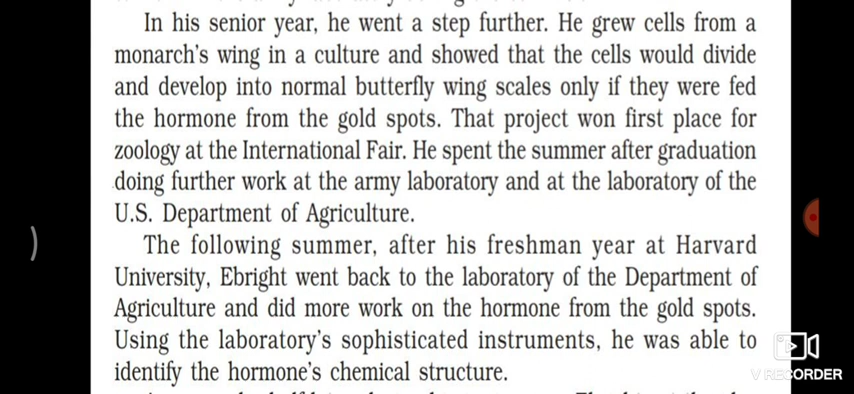 In his senior year, he went a step further. He grew cells from a
monarch's wing in a culture and showed that the cells would divide
and develop into normal butterfly wing scales only if they were fed
the hormone from the gold spots. That project won first place for
zoology at the International Fair. He spent the summer after graduation
doing further work at the army laboratory and at the laboratory of the
U.S. Department of Agriculture.
The following summer, after his freshman year at Harvard
University, Ebright went back to the laboratory of the Department of
Agriculture and did more work on the hormone from the gold spots.
Using the laboratory's sophisticated instruments, he was able to
identify the hormone's chemical structure.
V RECORDER